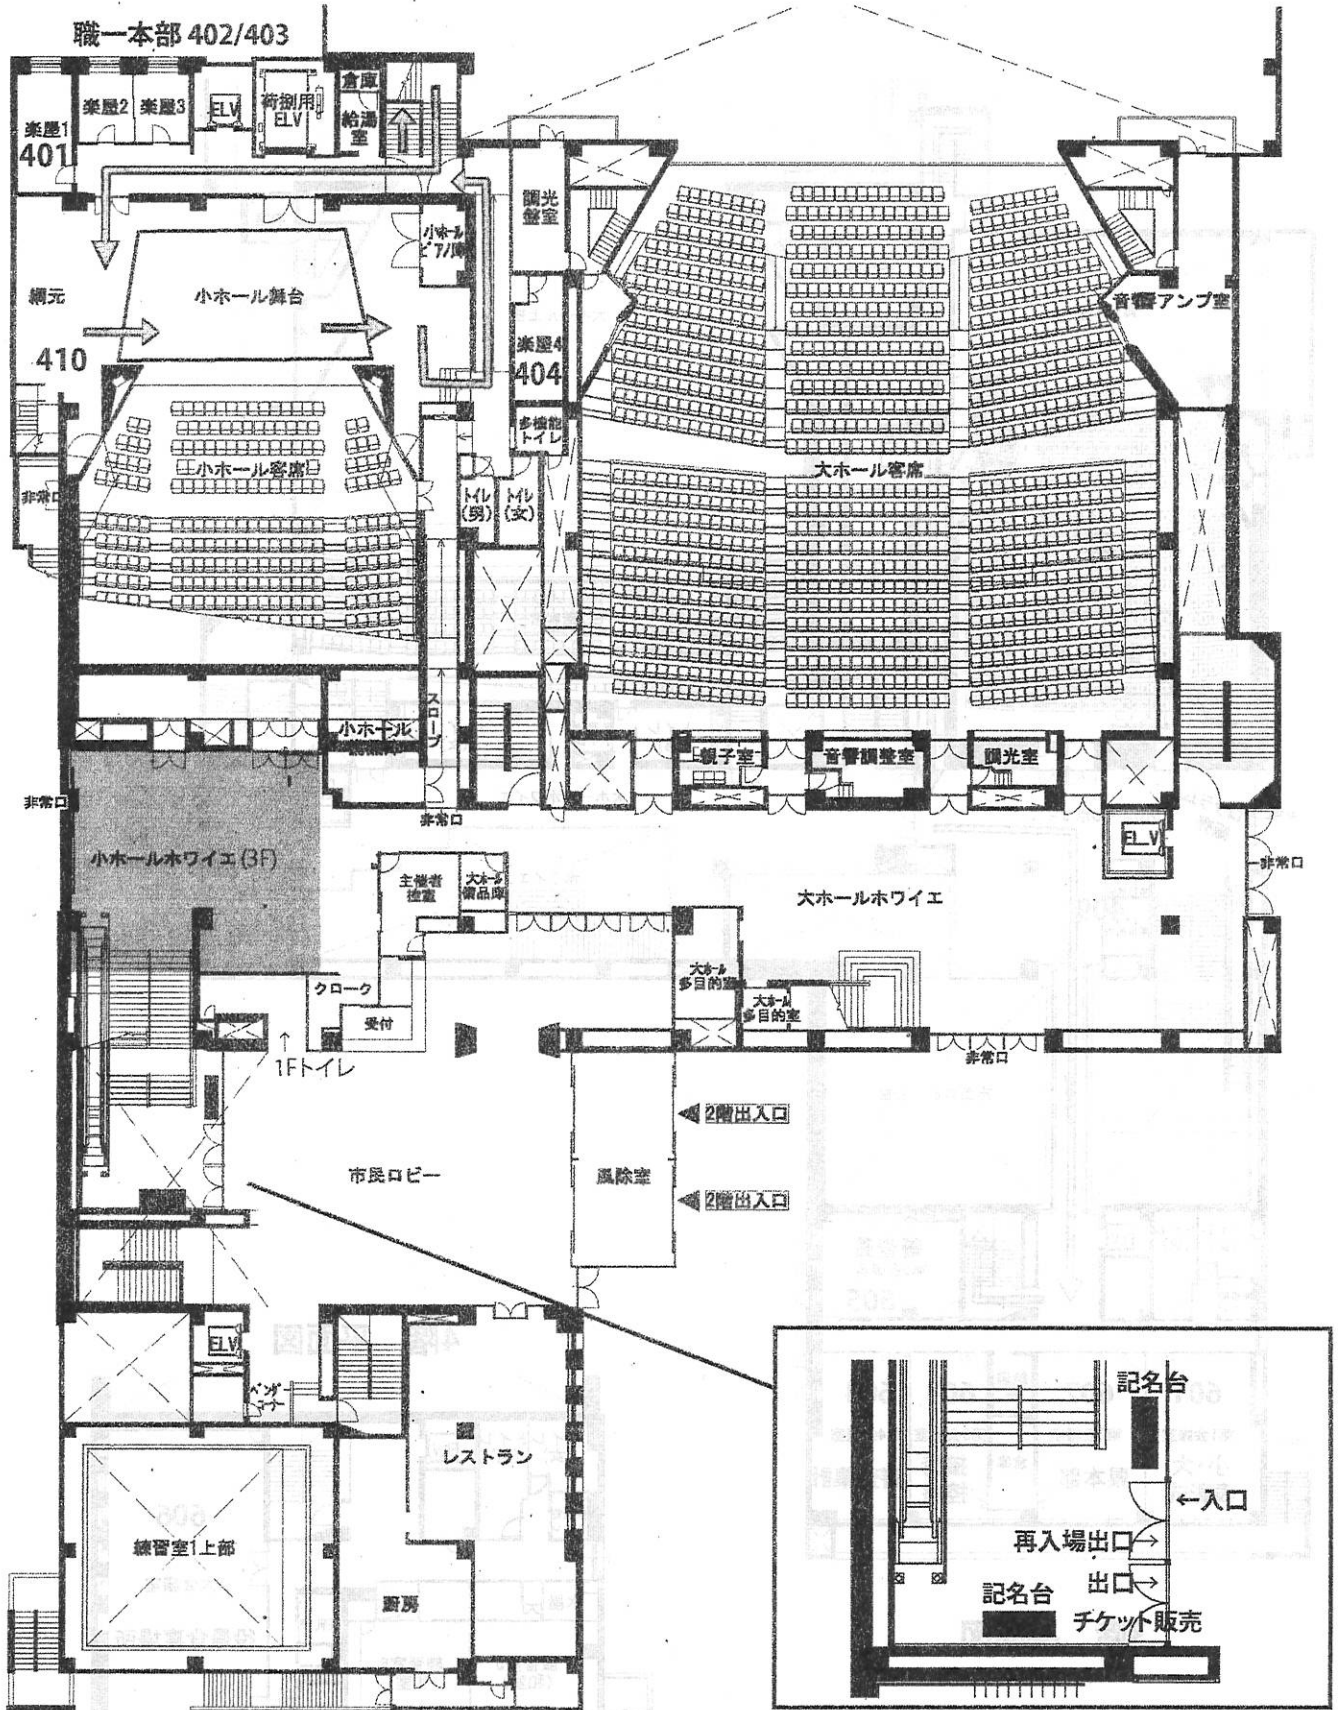 職一本部 402/403
楽屋1
401
楽屋2
楽屋3
ELV
荷捌用
ELV
倉庫
給湯
室
調光
盤室
小ホール
ピアノ庫
網元
小ホール舞台
410
楽屋4
404
音響アンプ室
多機能
トイレ
小ホール客席
大ホール客席
非常口
トイレ
(男)
トイレ
(女)
スロープ
小ホール
親子室
音響調整室
調光室
非常口
非常口
ELV
非常口
小ホールホワイエ(3F)
主催者
控室
大ホール
備品庫
大ホールホワイエ
大ホール
多目的室
大ホール
多目的室
クローク
受付
1Fトイレ
非常口
2階出入口
市民ロビー
風除室
2階出入口
ELV
ベンダー
コーナー
レストラン
練習室1上部
厨房
記名台
←入口
再入場出口→
出口→
記名台
チケット販売